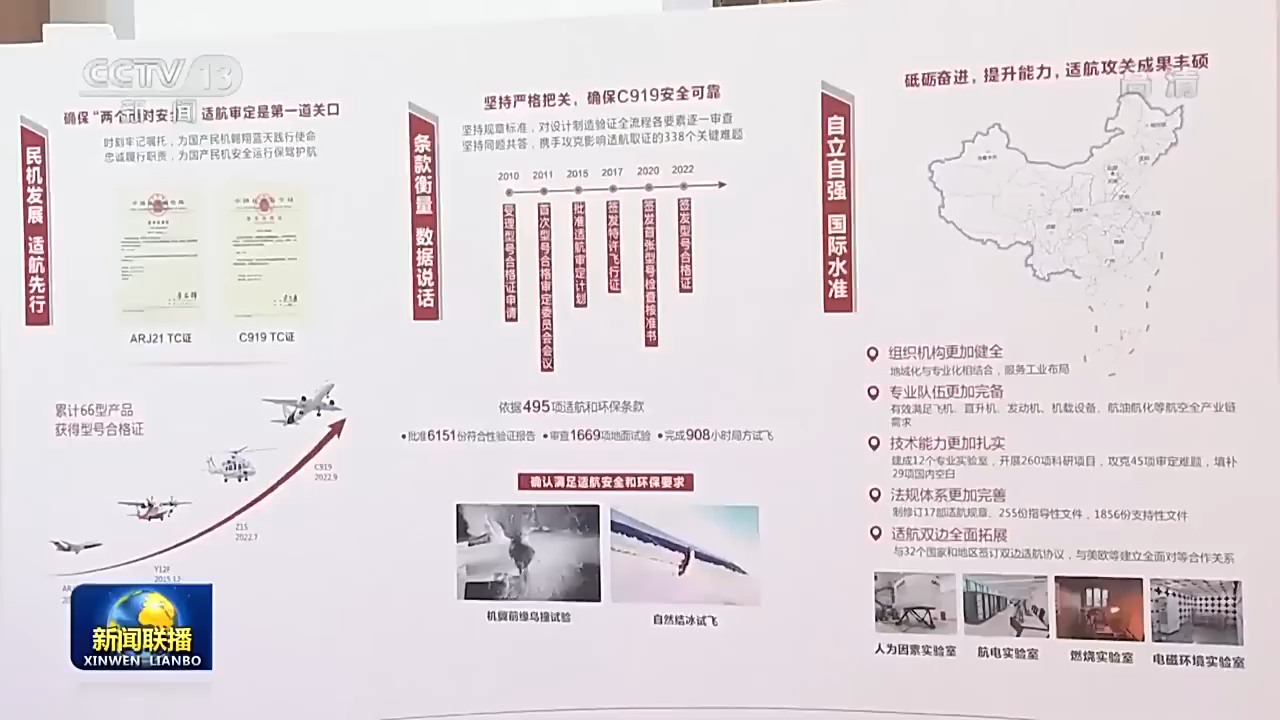 CCTV 13
新闻
高清
民机发展 适航先行
确保“两个绝对安全” 适航审定是第一道关口
时刻牢记嘱托，为国产民机翱翔蓝天践行使命
忠诚履行职责，为国产民机安全运行保驾护航
ARJ21 TC证
C919 TC证
累计66型产品
获得型号合格证
C919
2022.9
Z15
2022.7
Y12F
2015.12
条款衡量 数据说话
坚持严格把关，确保C919安全可靠
坚持规章标准，对设计制造验证全流程各要素逐一审查
坚持同题共答，携手攻克影响适航取证的338个关键难题
2010 2011 2015 2017 2020 2022
受理型号合格证申请
首次型号合格审定委员会会议
批准适航审定计划
签发特许飞行证
签发首张型号检查核准书
签发型号合格证
依据495项适航和环保条款
•批准6151份符合性验证报告 •审查1669项地面试验 •完成908小时局方试飞
确认满足适航安全和环保要求
机翼前缘鸟撞试验
自然结冰试飞
自立自强 国际水准
砥砺奋进，提升能力，适航攻关成果丰硕
组织机构更加健全
地域化与专业化相结合，服务工业布局
专业队伍更加完备
有效满足飞机、直升机、发动机、机载设备、航油航化等航空全产业链
需求
技术能力更加扎实
建成12个专业实验室，开展260项科研项目，攻克45项审定难题，填补
29项国内空白
法规体系更加完善
制修订17部适航规章、255份指导性文件，1856份支持性文件
适航双边全面拓展
与32个国家和地区签订双边适航协议，与美欧等建立全面对等合作关系
人为因素实验室
航电实验室
燃烧实验室
电磁环境实验室
新闻联播
XINWEN LIANBO